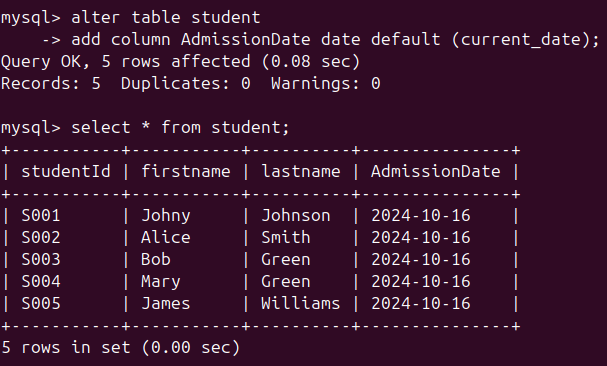 mysql> alter table student
    -> add column AdmissionDate date default (current_date);
Query OK, 5 rows affected (0.08 sec)
Records: 5  Duplicates: 0  Warnings: 0

mysql> select * from student;
+-----------+-----------+----------+---------------+
| studentId | firstname | lastname | AdmissionDate |
+-----------+-----------+----------+---------------+
| S001      | Johny     | Johnson  | 2024-10-16    |
| S002      | Alice     | Smith    | 2024-10-16    |
| S003      | Bob       | Green    | 2024-10-16    |
| S004      | Mary      | Green    | 2024-10-16    |
| S005      | James     | Williams | 2024-10-16    |
+-----------+-----------+----------+---------------+
5 rows in set (0.00 sec)